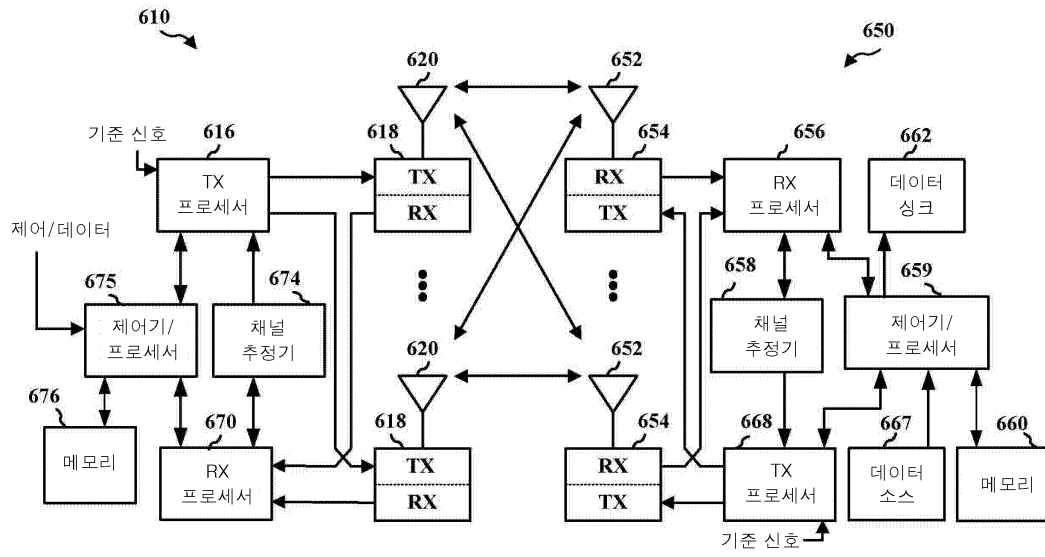 610
650
620
652
기준 신호
616
618
654
656
662
TX
프로세서
TX
RX
RX
TX
RX
프로세서
데이터
싱크
제어/데이터
675
674
658
659
제어기/
프로세서
채널
추정기
채널
추정기
제어기/
프로세서
620
652
676
670
618
654
668
667
660
메모리
RX
프로세서
TX
RX
RX
TX
TX
프로세서
데이터
소스
메모리
기준 신호